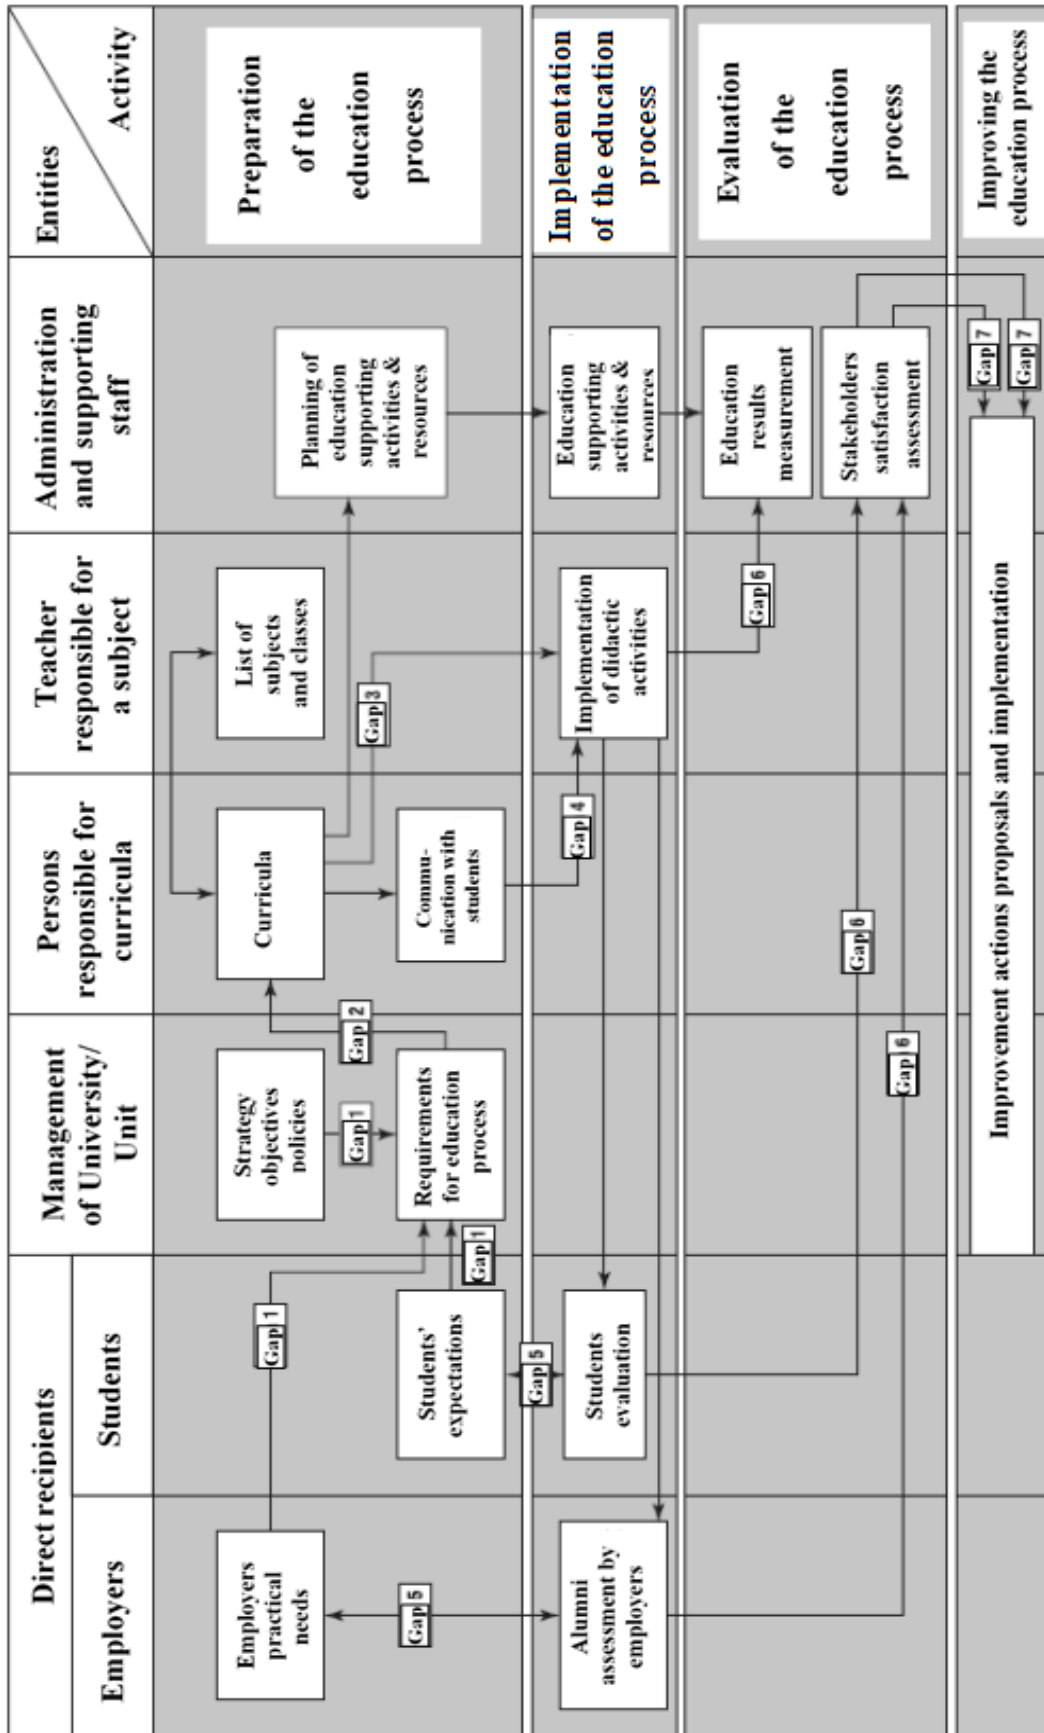 Direct recipients
Employers
Students
Management
of University/
Unit
Persons
responsible for
curricula
Teacher
responsible for
a subject
Administration
and supporting
staff
Entities
Activity
Employers
practical
needs
Gap 1
Strategy
objectives
policies
Curricula
List of
subjects
and classes
Preparation
of the
education
process
Gap 5
Gap 1
Gap 2
Gap 3
Planning of
education
supporting
activities &
resources
Students'
expectations
Gap 1
Requirements
for education
process
Commu-
nication with
students
Gap 5
Gap 4
Alumni
assessment by
employers
Students
evaluation
Implementation
of didactic
activities
Education
supporting
activities &
resources
Implementation
of the education
process
Gap 6
Education
results
measurement
Evaluation
of the
education
process
Gap 6
Gap 6
Stakeholders
satisfaction
assessment
Improvement actions proposals and implementation
Gap 7
Gap 7
Improving the
education process